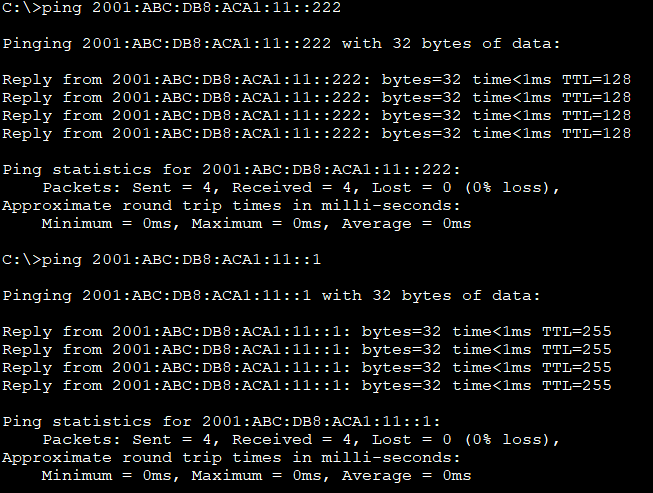 C:\>ping 2001:ABC:DB8:ACA1:11::222
Pinging 2001:ABC:DB8:ACA1:11::222 with 32 bytes of data:
Reply from 2001:ABC:DB8:ACA1:11::222: bytes=32 time<1ms TTL=128
Reply from 2001:ABC:DB8:ACA1:11::222: bytes=32 time<1ms TTL=128
Reply from 2001:ABC:DB8:ACA1:11::222: bytes=32 time<1ms TTL=128
Reply from 2001:ABC:DB8:ACA1:11::222: bytes=32 time<1ms TTL=128
Ping statistics for 2001:ABC:DB8:ACA1:11::222:
    Packets: Sent = 4, Received = 4, Lost = 0 (0% loss),
Approximate round trip times in milli-seconds:
    Minimum = 0ms, Maximum = 0ms, Average = 0ms
C:\>ping 2001:ABC:DB8:ACA1:11::1
Pinging 2001:ABC:DB8:ACA1:11::1 with 32 bytes of data:
Reply from 2001:ABC:DB8:ACA1:11::1: bytes=32 time<1ms TTL=255
Reply from 2001:ABC:DB8:ACA1:11::1: bytes=32 time<1ms TTL=255
Reply from 2001:ABC:DB8:ACA1:11::1: bytes=32 time<1ms TTL=255
Reply from 2001:ABC:DB8:ACA1:11::1: bytes=32 time<1ms TTL=255
Ping statistics for 2001:ABC:DB8:ACA1:11::1:
    Packets: Sent = 4, Received = 4, Lost = 0 (0% loss),
Approximate round trip times in milli-seconds:
    Minimum = 0ms, Maximum = 0ms, Average = 0ms